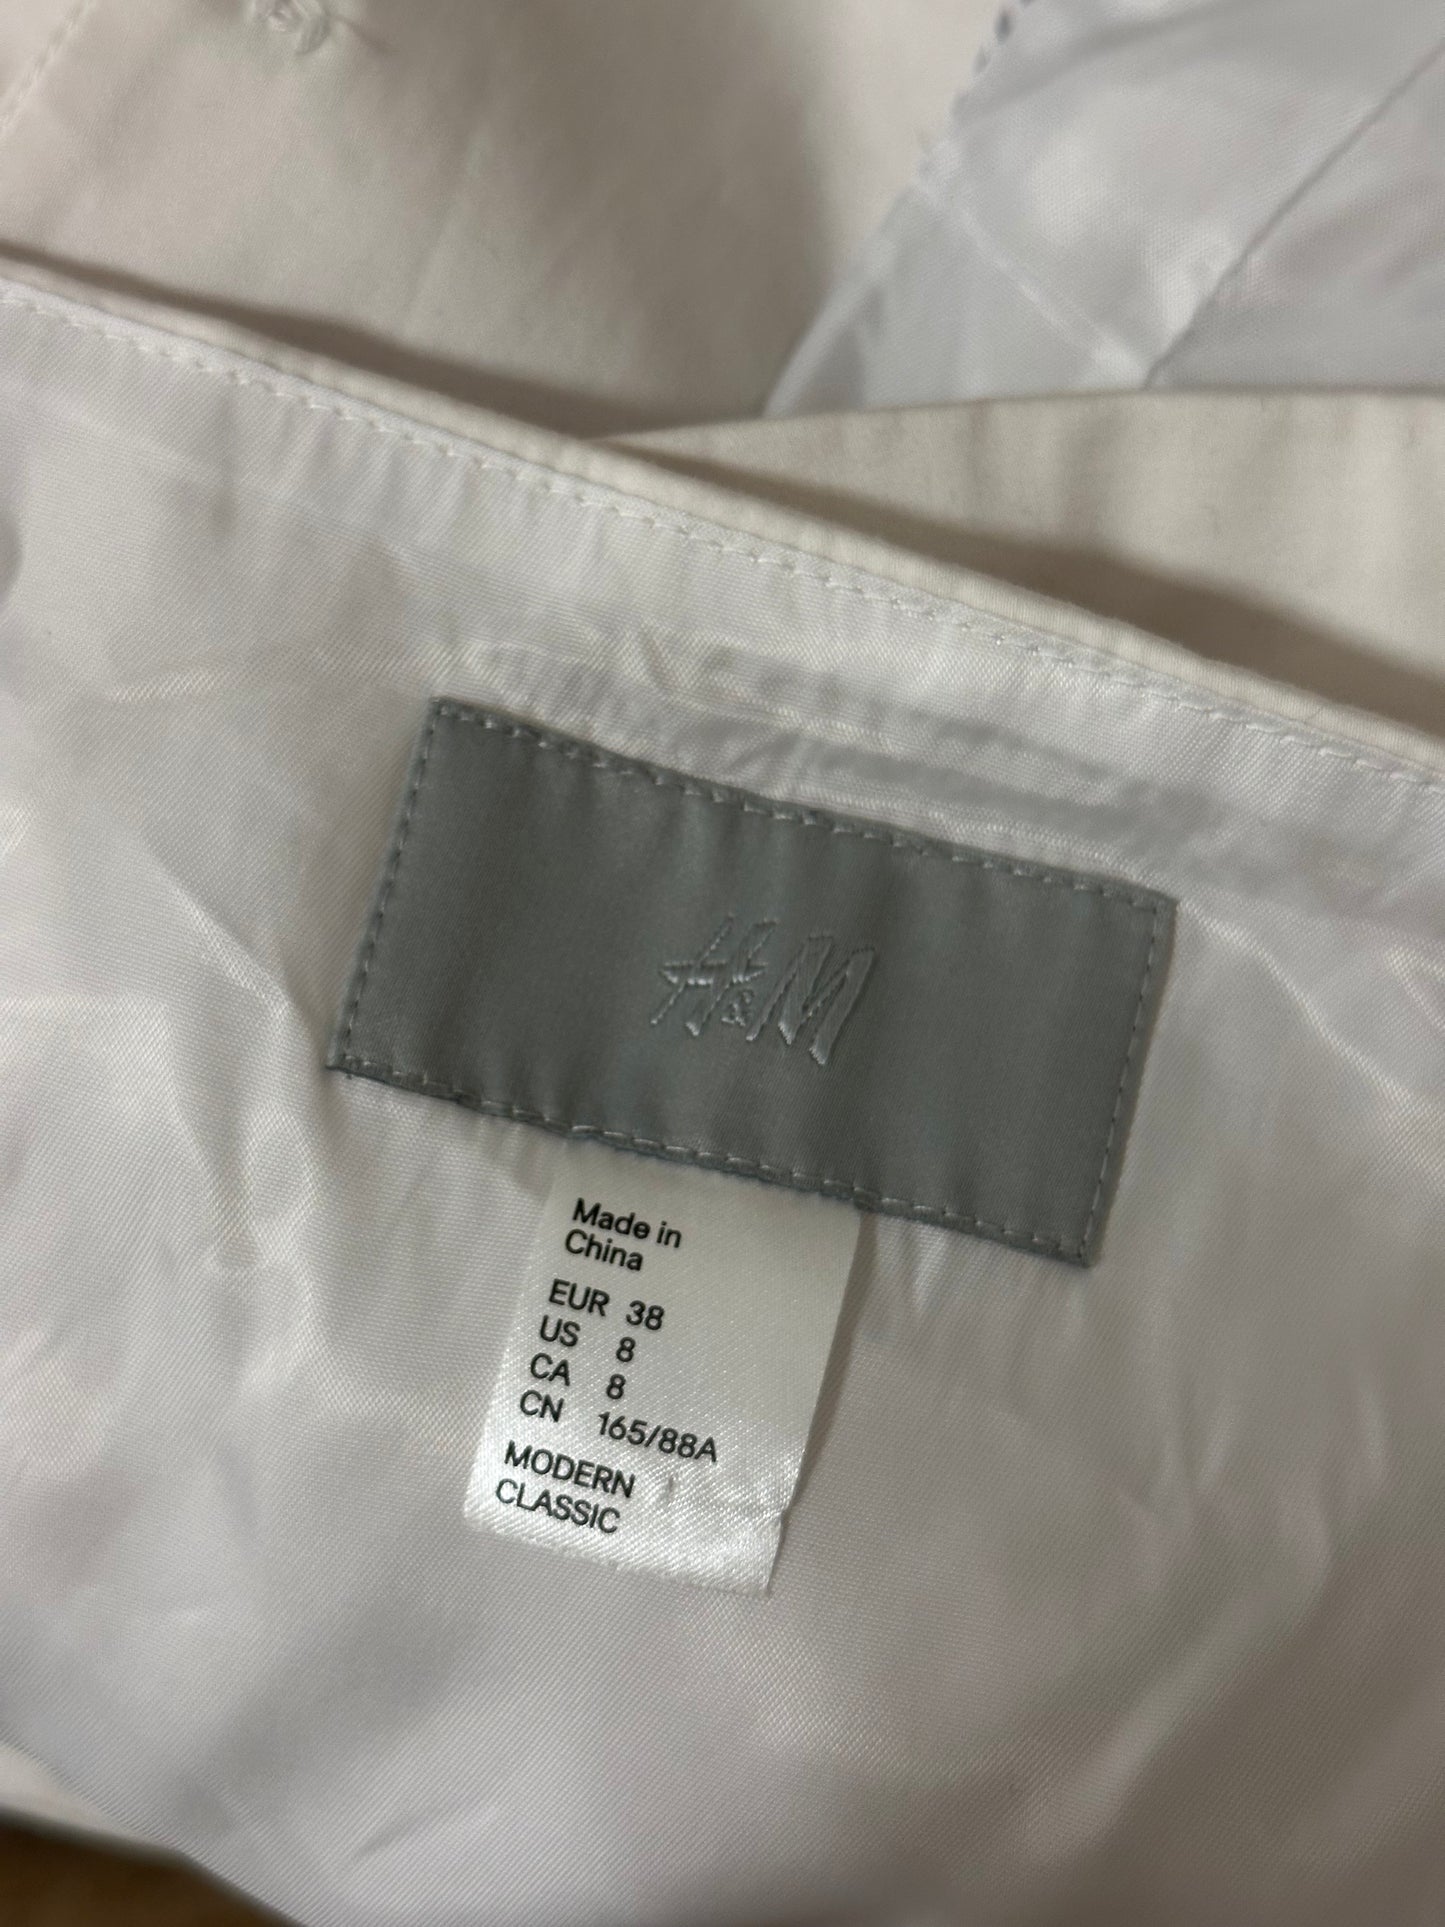 H&M
Made in
China
EUR 38
US 8
CA 8
CN 165/88A
MODERN
CLASSIC